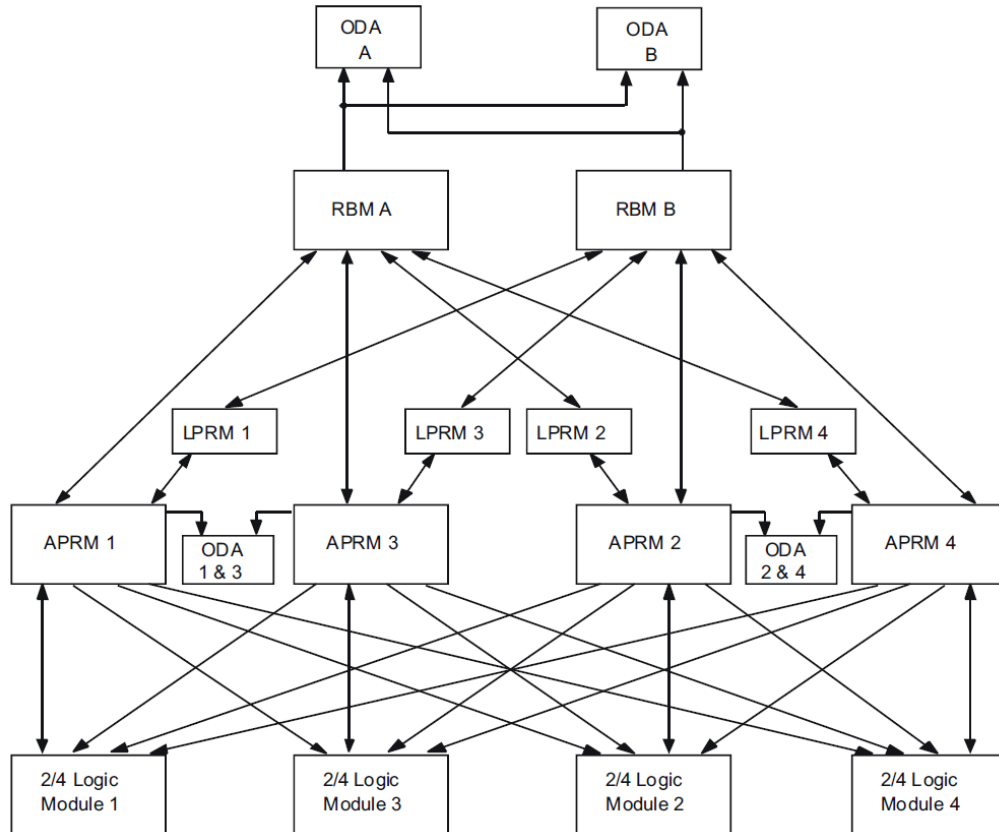 ODA
A
ODA
B
RBM A
RBM B
LPRM 1
LPRM 3
LPRM 2
LPRM 4
APRM 1
ODA
1 & 3
APRM 3
APRM 2
ODA
2 & 4
APRM 4
2/4 Logic
Module 1
2/4 Logic
Module 3
2/4 Logic
Module 2
2/4 Logic
Module 4